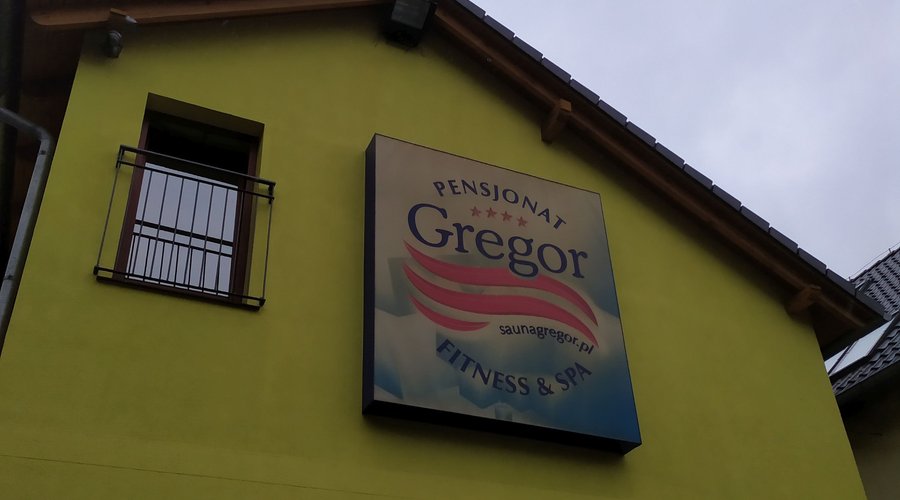 PENSJONAT
Gregor
saunagregor.pl
FITNESS & SPA